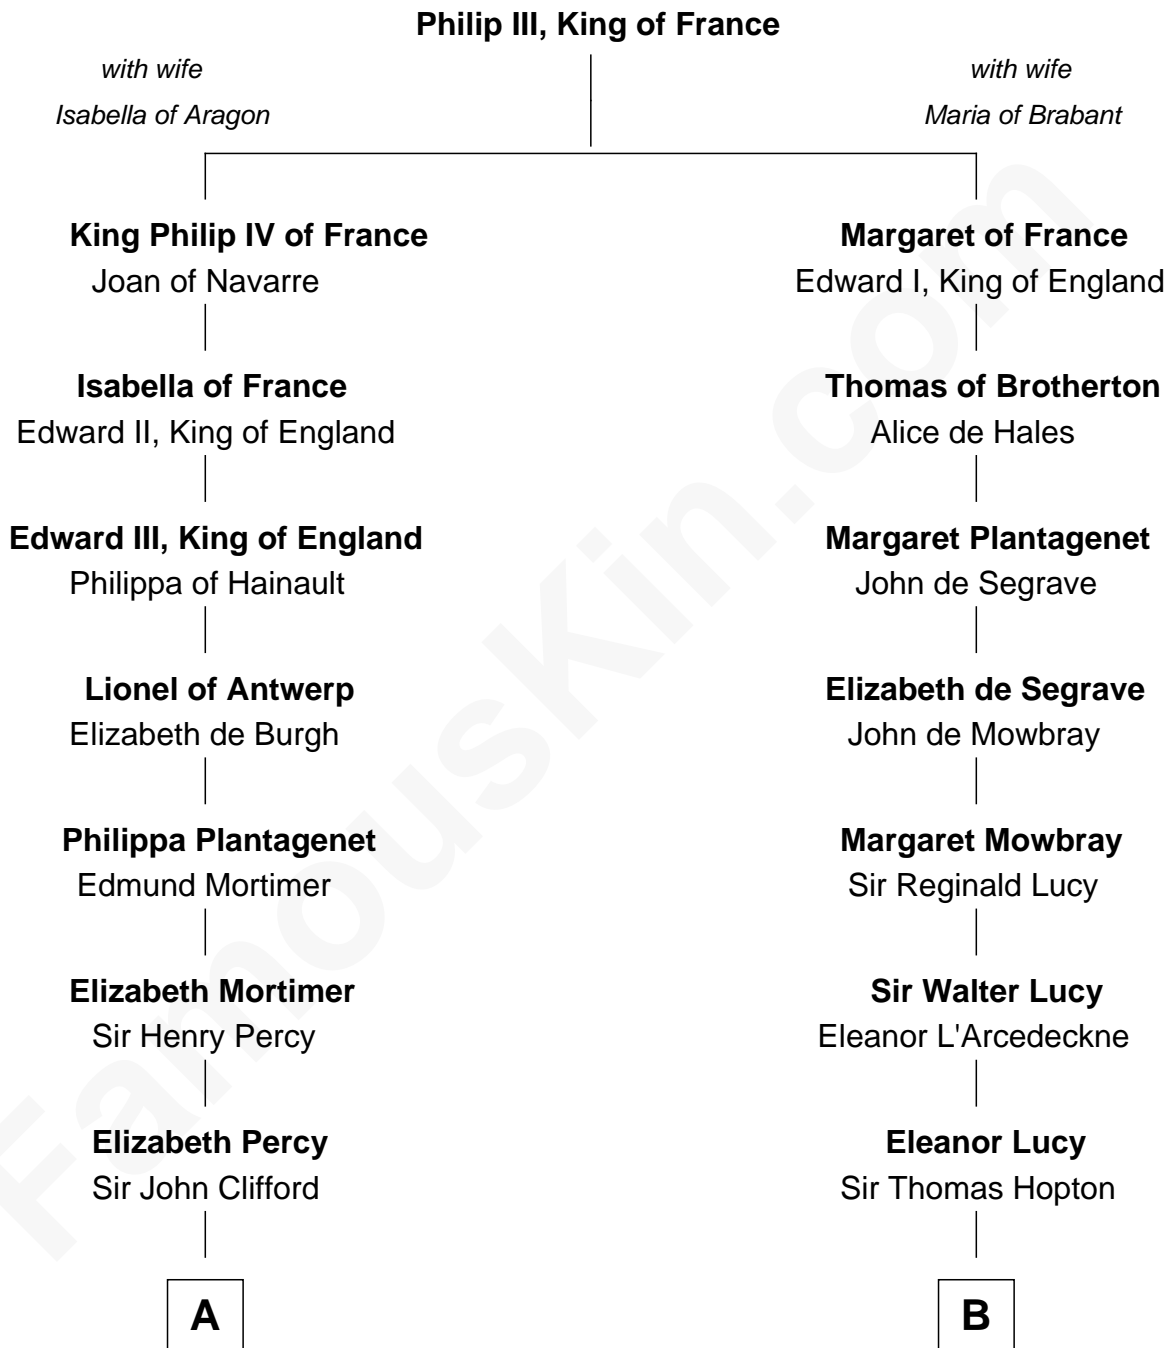 Philip III, King of France
with wife
Isabella of Aragon
with wife
Maria of Brabant
King Philip IV of France
Joan of Navarre
Margaret of France
Edward I, King of England
Isabella of France
Edward II, King of England
Thomas of Brotherton
Alice de Hales
Edward III, King of England
Philippa of Hainault
Margaret Plantagenet
John de Segrave
Lionel of Antwerp
Elizabeth de Burgh
Elizabeth de Segrave
John de Mowbray
Philippa Plantagenet
Edmund Mortimer
Margaret Mowbray
Sir Reginald Lucy
Elizabeth Mortimer
Sir Henry Percy
Sir Walter Lucy
Eleanor L'Arcedeckne
Elizabeth Percy
Sir John Clifford
Eleanor Lucy
Sir Thomas Hopton
A
B
FamousKin.com